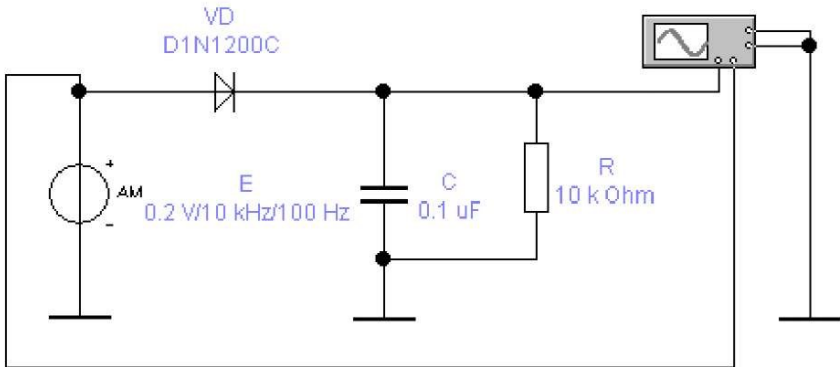 VD
D1N1200C
+
AM
-
E
0.2 V/10 kHz/100 Hz
C
0.1 uF
R
10 k Ohm